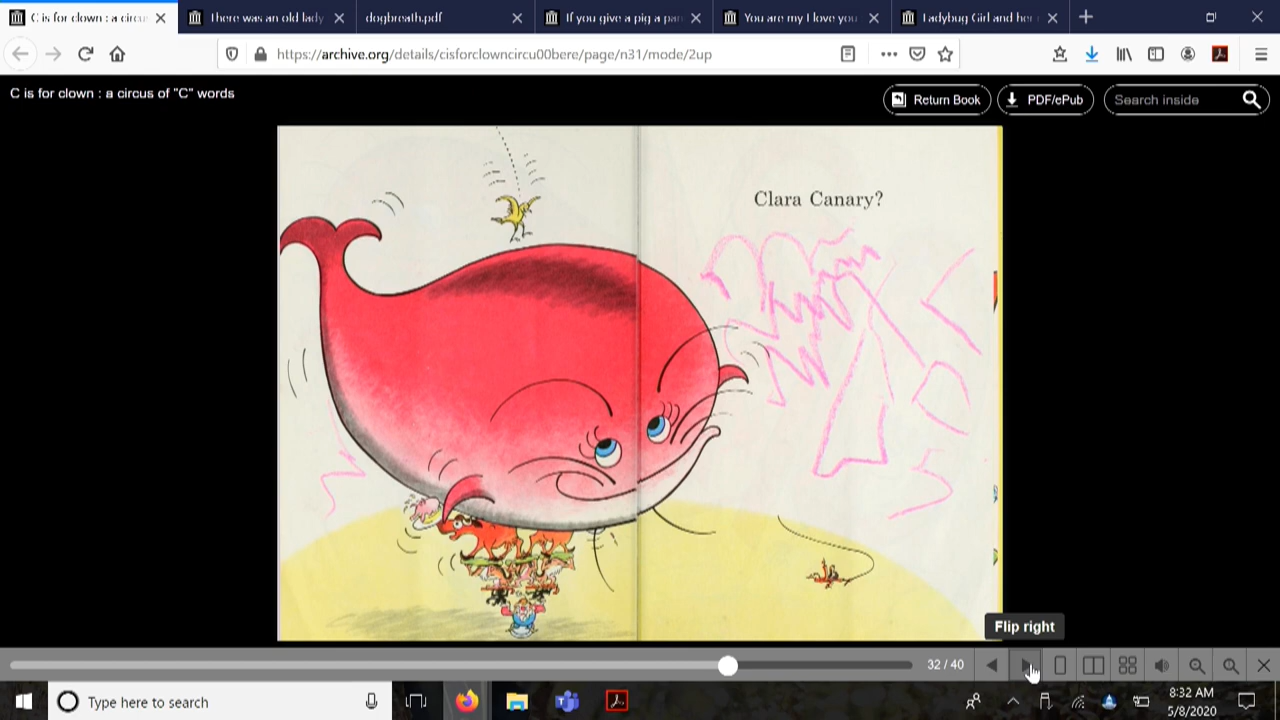 C is for clown: a circu
There was an old lady
dogbreath.pdf
If you give a pig a pan
You are my I love you
Ladybug Girl and her
https://archive.org/details/cisforclowncircu00bere/page/n31/mode/2up
C is for clown : a circus of "C" words
Return Book
PDF/ePub
Search inside
Clara Canary?
Flip right
32 / 40
Type here to search
8:32 AM
5/8/2020